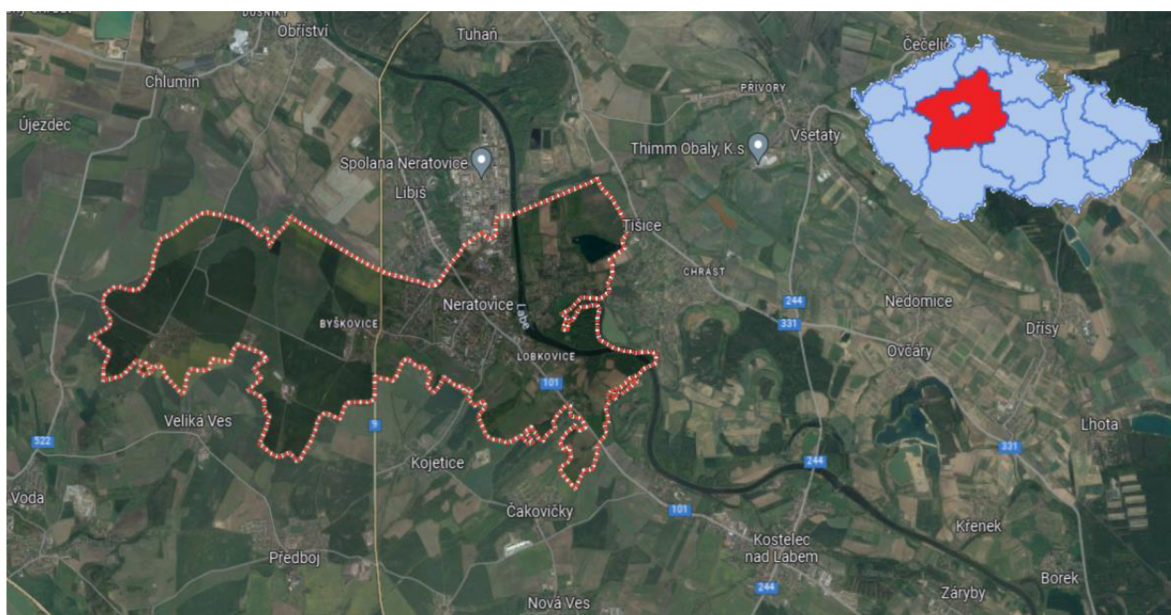 DUŠNÍKY
Obříství
Tuhaň
Čečelic
Chlumín
PŘÍVORY
Újezdec
Všetaty
Thimm Obaly, K.s
Spolana Neratovice
Libiš
Tišice
CHRÁST
244
Nedomice
Neratovice
Labe
331
Dřísy
BYŠKOVICE
Ovčáry
LOBKOVICE
101
Veliká Ves
9
Lhota
522
331
Kojetice
244
Voda
Čakovičky
101
Křenek
Kostelec
nad Labem
Předboj
Borek
244
Záryby
Nová Ves